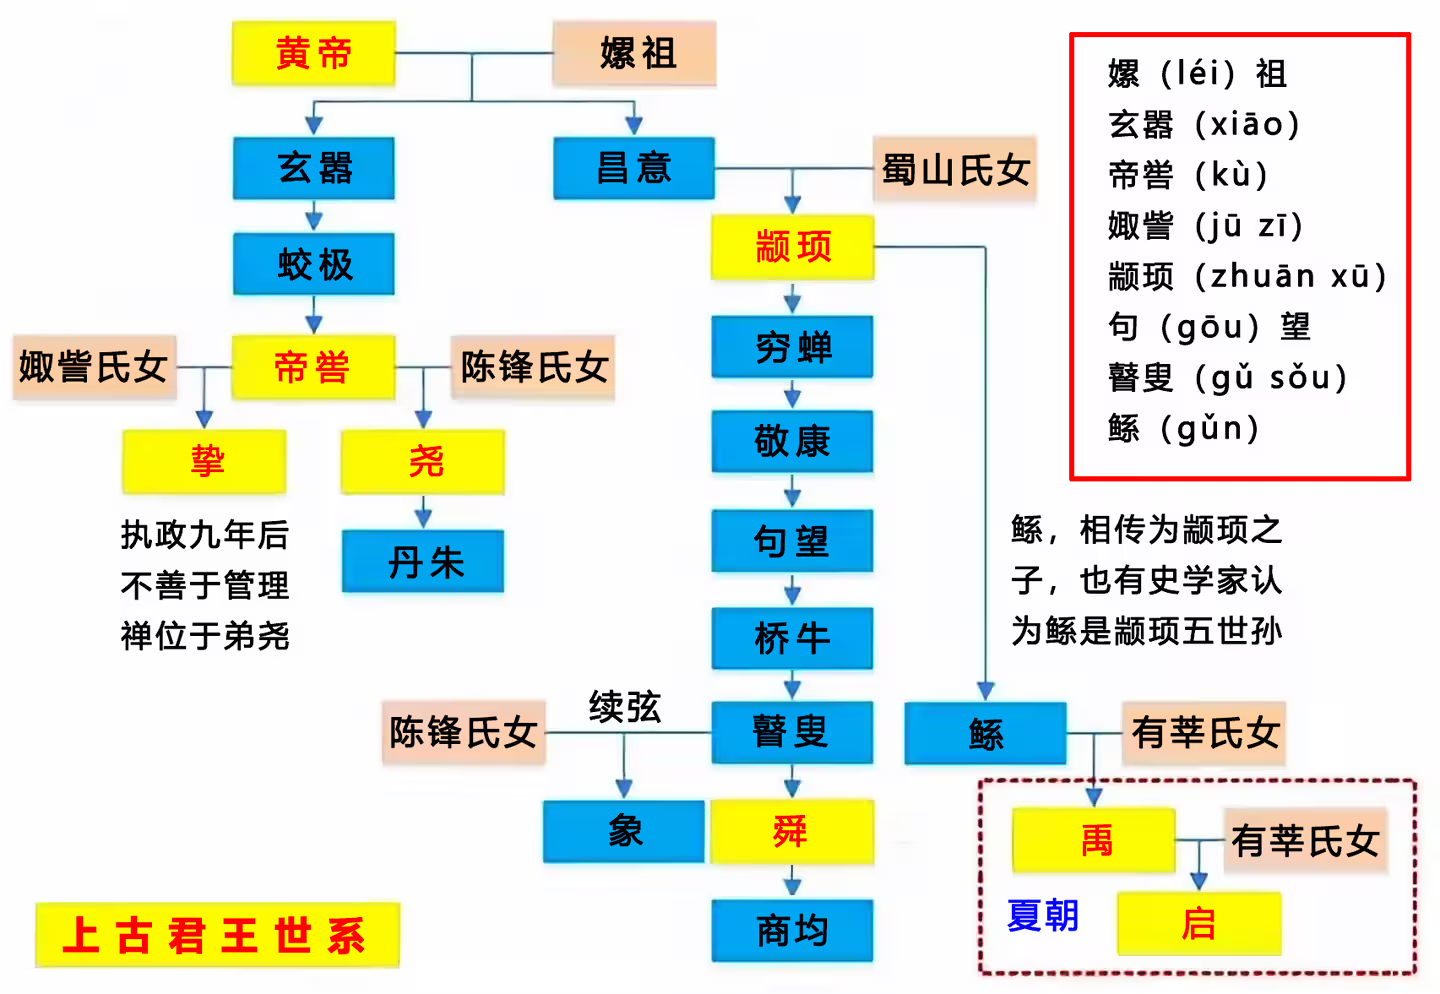 黄帝
嫘祖
嫘（léi）祖
玄嚣（xiāo）
帝喾（kù）
娵訾（jū zī）
颛顼（zhuān xū）
句（gōu）望
瞽叟（gǔ sǒu）
鲧（gǔn）
玄嚣
昌意
蜀山氏女
颛顼
蛟极
穷蝉
娵訾氏女
帝喾
陈锋氏女
挚
尧
敬康
执政九年后
不善于管理
禅位于弟尧
丹朱
句望
鲧，相传为颛顼之
子，也有史学家认
为鲧是颛顼五世孙
桥牛
陈锋氏女
续弦
瞽叟
鲧
有莘氏女
象
舜
禹
有莘氏女
商均
夏朝
启
上古君王世系